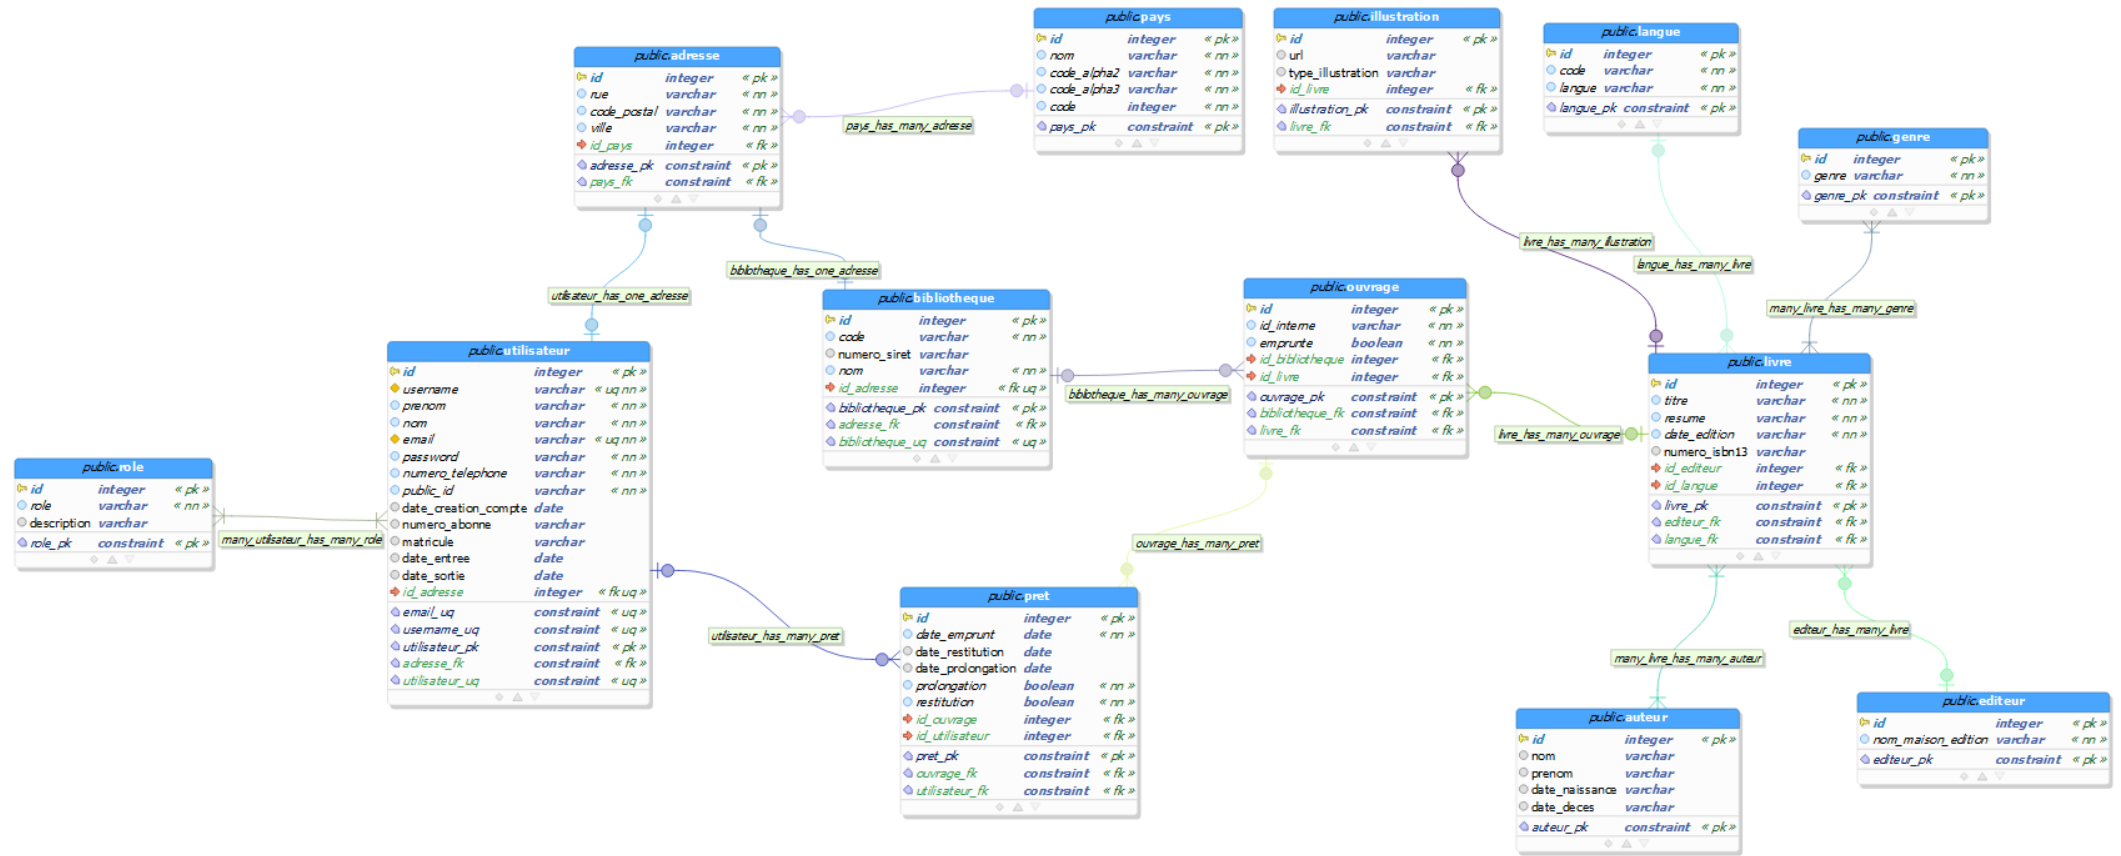 public.pays
id integer « pk »
nom varchar « nn »
code_alpha2 varchar « nn »
code_alpha3 varchar « nn »
code integer « nn »
pays_pk constraint « pk »
public.illustration
id integer « pk »
url varchar
type_illustration varchar
id_livre integer « fk »
illustration_pk constraint « pk »
livre_fk constraint « fk »
public.langue
id integer « pk »
code varchar « nn »
langue varchar « nn »
langue_pk constraint « pk »
public.adresse
id integer « pk »
rue varchar « nn »
code_postal varchar « nn »
ville varchar « nn »
id_pays integer « fk »
adresse_pk constraint « pk »
pays_fk constraint « fk »
pays_has_many_adresse
public.genre
id integer « pk »
genre varchar « nn »
genre_pk constraint « pk »
livre_has_many_illustration
langue_has_many_livre
bibliotheque_has_one_adresse
utilisateur_has_one_adresse
many_livre_has_many_genre
public.bibliotheque
id integer « pk »
code varchar « nn »
numero_siret varchar
nom varchar « nn »
id_adresse integer « fk uq »
bibliotheque_pk constraint « pk »
adresse_fk constraint « fk »
bibliotheque_uq constraint « uq »
public.ouvrage
id integer « pk »
id_interne varchar « nn »
emprunte boolean « nn »
id_bibliotheque integer « fk »
id_livre integer « fk »
ouvrage_pk constraint « pk »
bibliotheque_fk constraint « fk »
livre_fk constraint « fk »
bibliotheque_has_many_ouvrage
livre_has_many_ouvrage
public.utilisateur
id integer « pk »
username varchar « uq nn »
prenom varchar « nn »
nom varchar « nn »
email varchar « uq nn »
password varchar « nn »
numero_telephone varchar « nn »
public_id varchar « nn »
date_creation_compte date
numero_abonne varchar
matricule varchar
date_entree date
date_sortie date
id_adresse integer « fk uq »
email_uq constraint « uq »
username_uq constraint « uq »
utilisateur_pk constraint « pk »
adresse_fk constraint « fk »
utilisateur_uq constraint « uq »
public.livre
id integer « pk »
titre varchar « nn »
resume varchar « nn »
date_edition varchar « nn »
numero_isbn13 varchar
id_editeur integer « fk »
id_langue integer « fk »
livre_pk constraint « pk »
editeur_fk constraint « fk »
langue_fk constraint « fk »
public.role
id integer « pk »
role varchar « nn »
description varchar
role_pk constraint « pk »
many_utilisateur_has_many_role
ouvrage_has_many_pret
utilisateur_has_many_pret
public.pret
id integer « pk »
date_emprunt date « nn »
date_restitution date
date_prolongation date
prolongation boolean « nn »
restitution boolean « nn »
id_ouvrage integer « fk »
id_utilisateur integer « fk »
pret_pk constraint « pk »
ouvrage_fk constraint « fk »
utilisateur_fk constraint « fk »
editeur_has_many_livre
many_livre_has_many_auteur
public.auteur
id integer « pk »
nom varchar
prenom varchar
date_naissance varchar
date_deces varchar
auteur_pk constraint « pk »
public.editeur
id integer « pk »
nom_maison_edition varchar « nn »
editeur_pk constraint « pk »